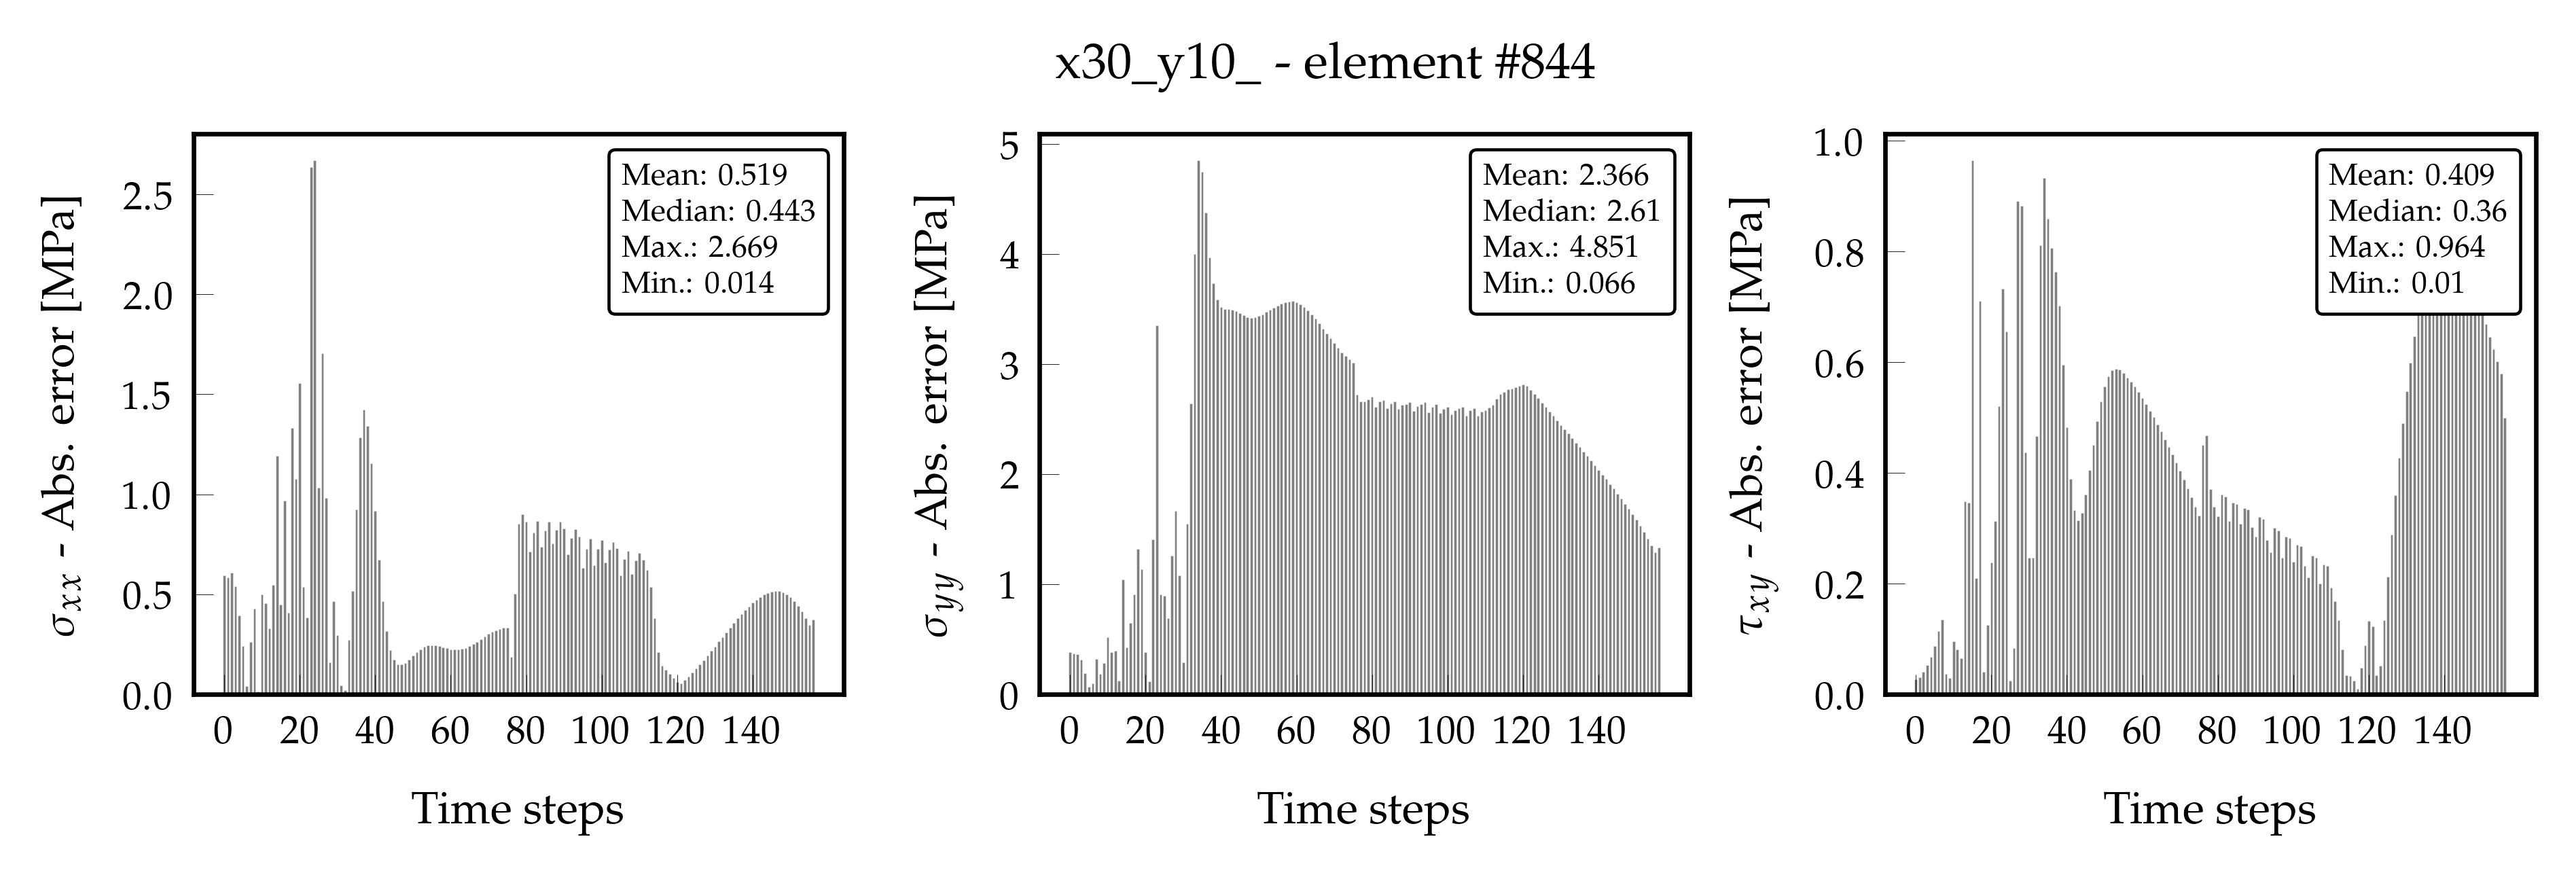 x30_y10_ - element #844
σxx - Abs. error [MPa]
2.5
2.0
1.5
1.0
0.5
0.0
Mean: 0.519
Median: 0.443
Max.: 2.669
Min.: 0.014
0 20 40 60 80 100 120 140
Time steps
σyy - Abs. error [MPa]
5
4
3
2
1
0
Mean: 2.366
Median: 2.61
Max.: 4.851
Min.: 0.066
0 20 40 60 80 100 120 140
Time steps
τxy - Abs. error [MPa]
1.0
0.8
0.6
0.4
0.2
0.0
Mean: 0.409
Median: 0.36
Max.: 0.964
Min.: 0.01
0 20 40 60 80 100 120 140
Time steps